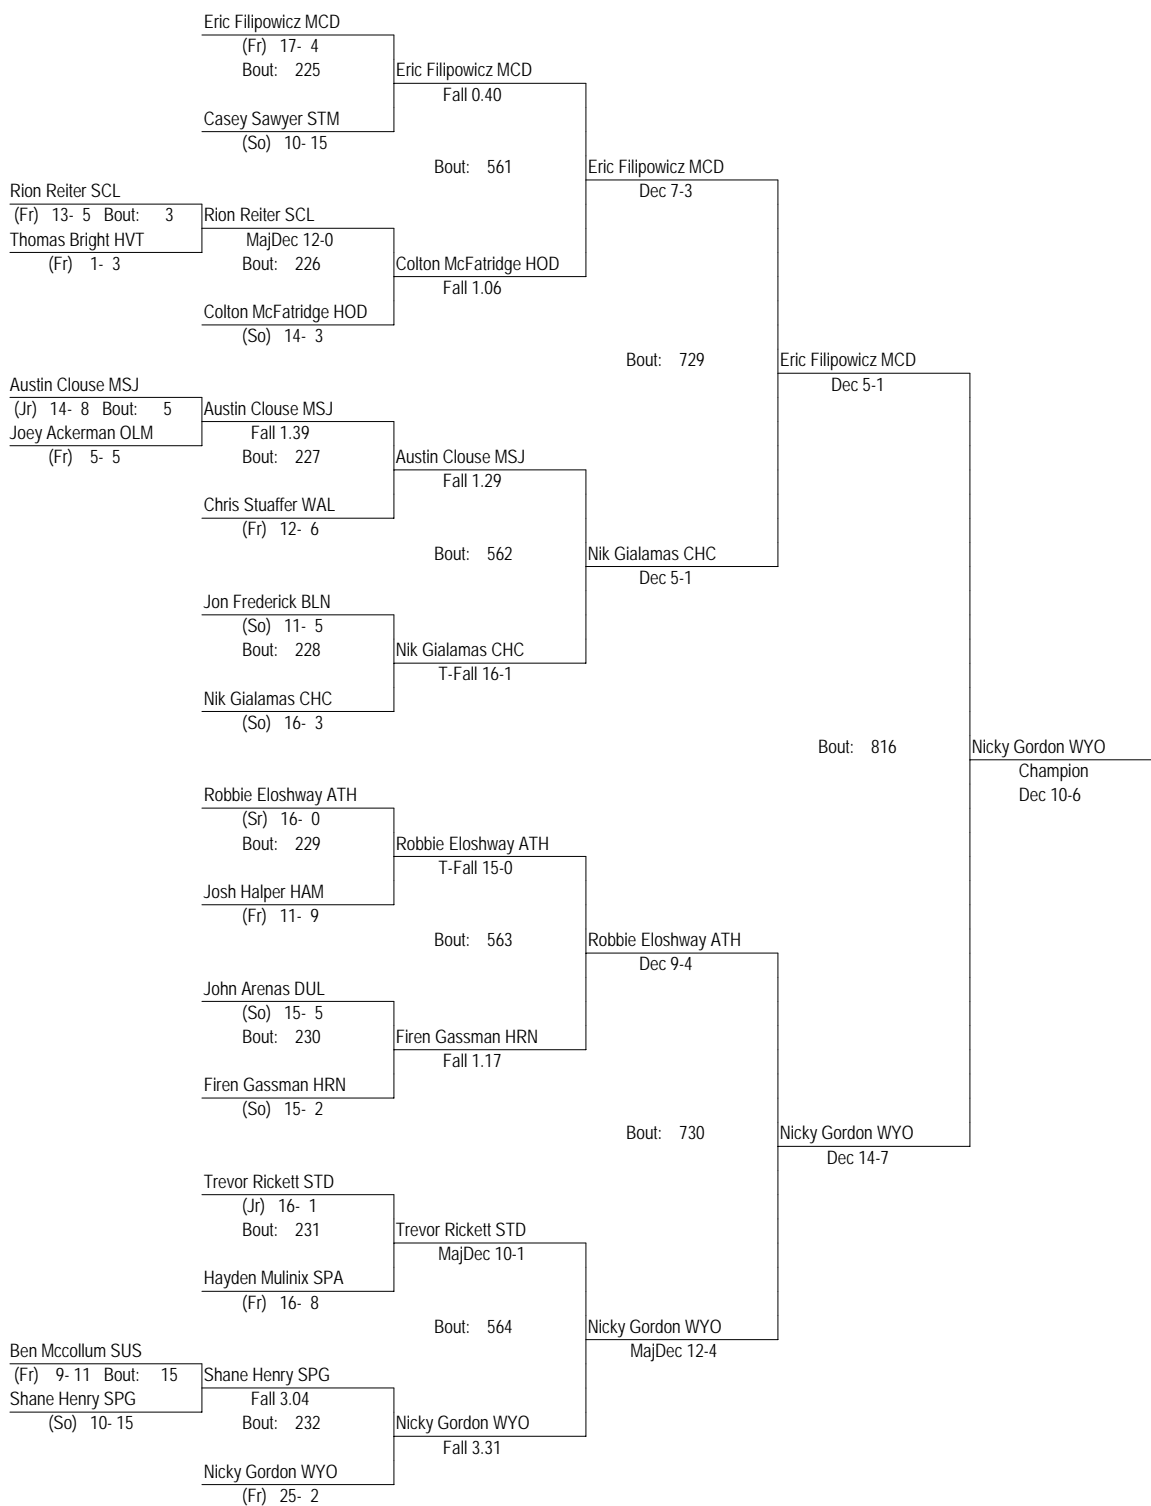 Eric Filipowicz MCD
(Fr) 17- 4
Bout: 225
Eric Filipowicz MCD
Fall 0.40
Casey Sawyer STM
(So) 10- 15
Bout: 561
Eric Filipowicz MCD
Dec 7-3
Rion Reiter SCL
(Fr) 13- 5 Bout: 3
Rion Reiter SCL
Thomas Bright HVT
MajDec 12-0
(Fr) 1- 3
Bout: 226
Colton McFatridge HOD
Fall 1.06
Colton McFatridge HOD
(So) 14- 3
Bout: 729
Eric Filipowicz MCD
Dec 5-1
Austin Clouse MSJ
(Jr) 14- 8 Bout: 5
Austin Clouse MSJ
Joey Ackerman OLM
Fall 1.39
(Fr) 5- 5
Bout: 227
Austin Clouse MSJ
Fall 1.29
Chris Stuaffer WAL
(Fr) 12- 6
Bout: 562
Nik Gialamas CHC
Dec 5-1
Jon Frederick BLN
(So) 11- 5
Bout: 228
Nik Gialamas CHC
T-Fall 16-1
Nik Gialamas CHC
(So) 16- 3
Bout: 816
Nicky Gordon WYO
Champion
Dec 10-6
Robbie Eloshway ATH
(Sr) 16- 0
Bout: 229
Robbie Eloshway ATH
T-Fall 15-0
Josh Halper HAM
(Fr) 11- 9
Bout: 563
Robbie Eloshway ATH
Dec 9-4
John Arenas DUL
(So) 15- 5
Bout: 230
Firen Gassman HRN
Fall 1.17
Firen Gassman HRN
(So) 15- 2
Bout: 730
Nicky Gordon WYO
Dec 14-7
Trevor Rickett STD
(Jr) 16- 1
Bout: 231
Trevor Rickett STD
MajDec 10-1
Hayden Mulinix SPA
(Fr) 16- 8
Bout: 564
Nicky Gordon WYO
MajDec 12-4
Ben Mccollum SUS
(Fr) 9- 11 Bout: 15
Shane Henry SPG
Shane Henry SPG
Fall 3.04
(So) 10- 15
Bout: 232
Nicky Gordon WYO
Fall 3.31
Nicky Gordon WYO
(Fr) 25- 2